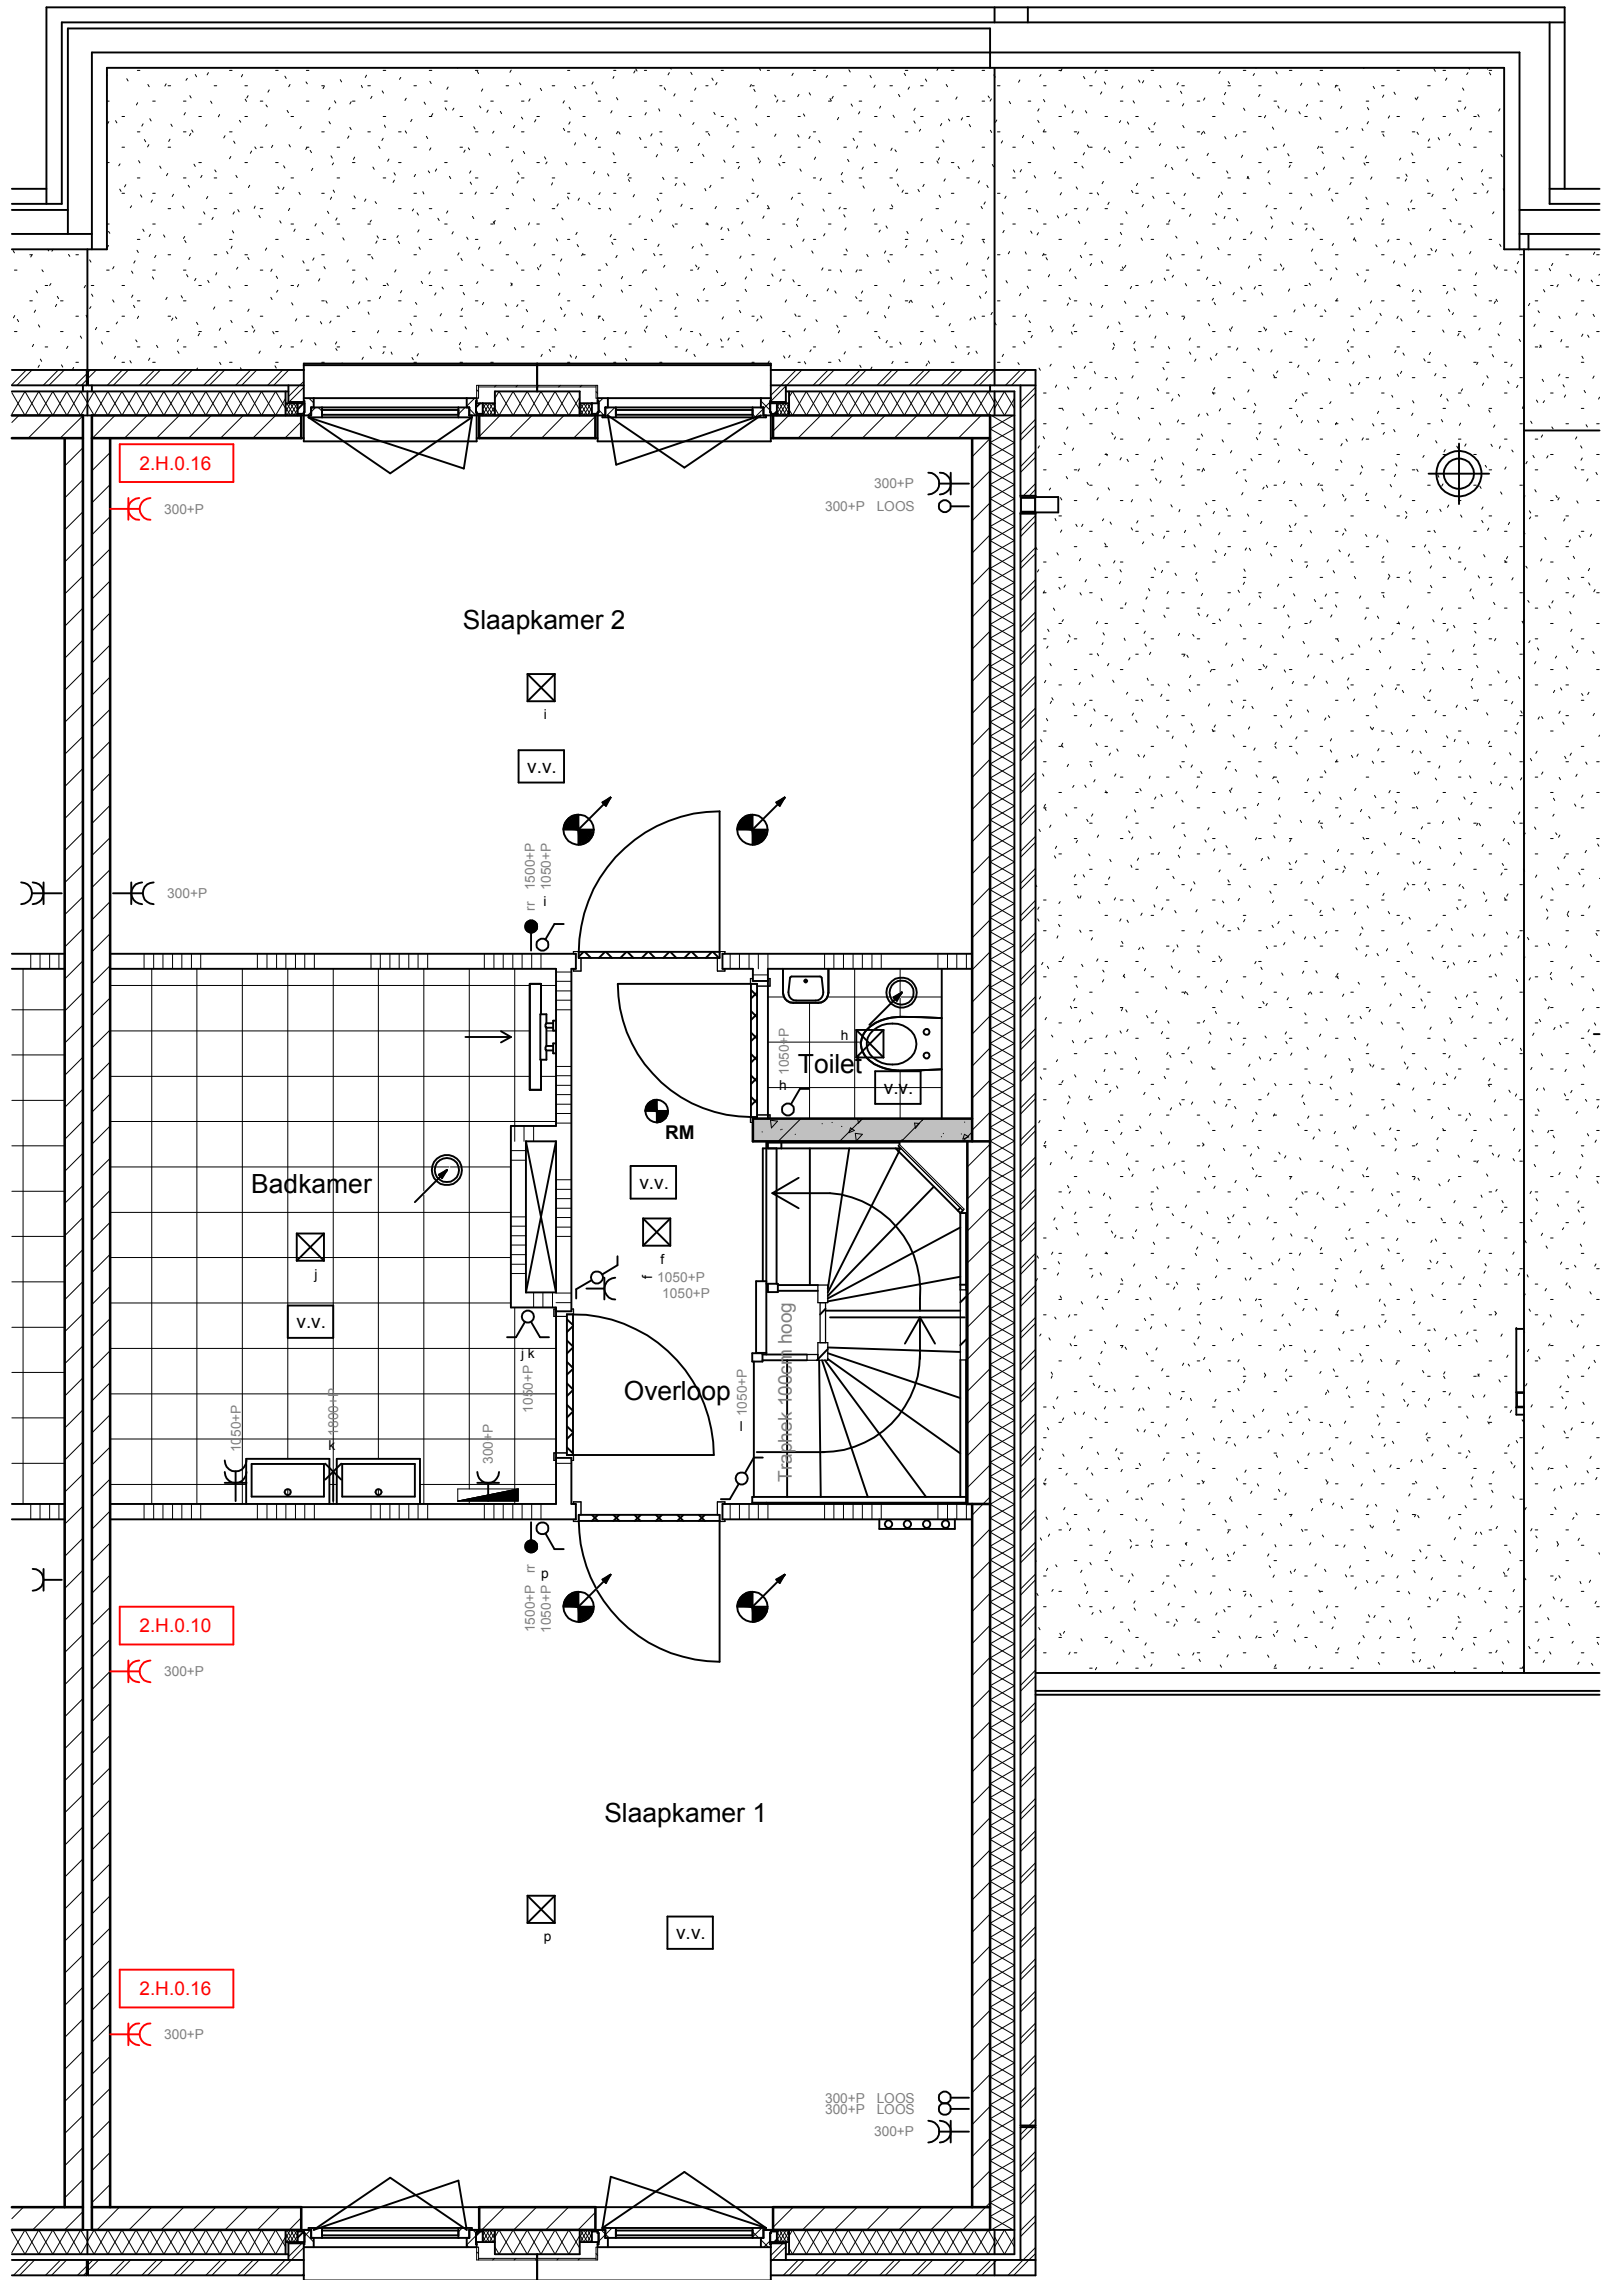 2.H.0.16
300+P
300+P
300+P LOOS
Slaapkamer 2
i
v.v.
1500+P
1050+P
rr
i
300+P
1050+P
h
h
Toilet
v.v.
RM
Badkamer
v.v.
j
f
f 1050+P
1050+P
v.v.
j k
1050+P
Overloop
1050+P
l
Traphek 100cm hoog
1050+P
1800+P
k
300+P
rr
p
1500+P
1050+P
2.H.0.10
300+P
Slaapkamer 1
p
v.v.
2.H.0.16
300+P
300+P LOOS
300+P LOOS
300+P